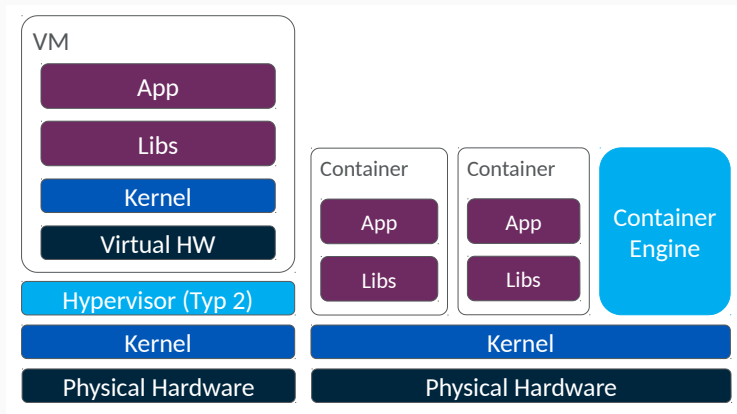 VM
App
Libs
Kernel
Virtual HW
Hypervisor (Typ 2)
Kernel
Physical Hardware
Container
App
Libs
Container
App
Libs
Container
Engine
Kernel
Physical Hardware